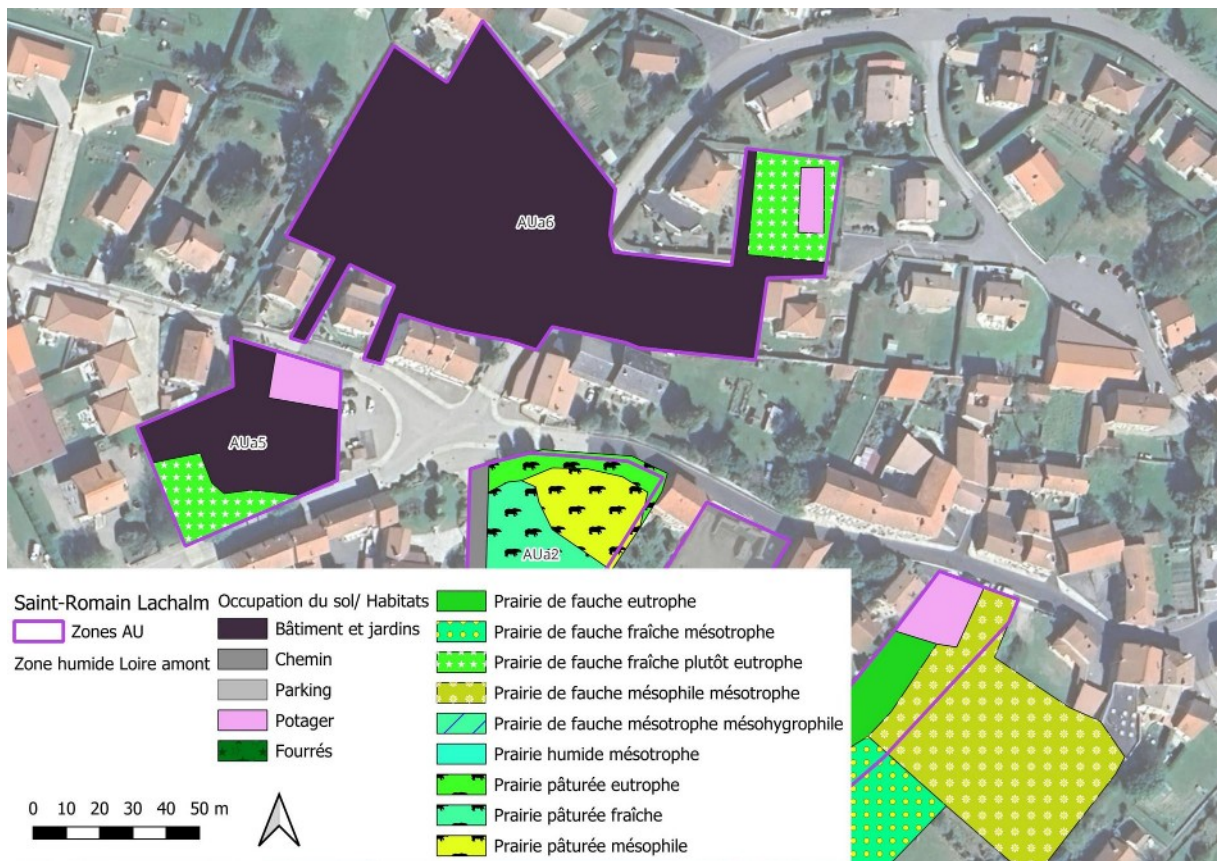 AUa6
AUa5
AUa2
Saint-Romain Lachalm
Zones AU
Zone humide Loire amont
Occupation du sol/ Habitats
Bâtiment et jardins
Chemin
Parking
Potager
Fourrés
Prairie de fauche eutrophe
Prairie de fauche fraîche mésotrophe
Prairie de fauche fraîche plutôt eutrophe
Prairie de fauche mésophile mésotrophe
Prairie de fauche mésotrophe mésohygrophile
Prairie humide mésotrophe
Prairie pâturée eutrophe
Prairie pâturée fraîche
Prairie pâturée mésophile
0 10 20 30 40 50 m